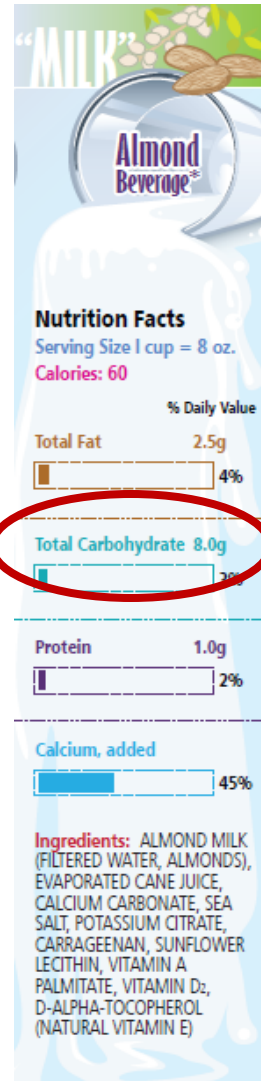 "MILK"
Almond
Beverage*
Nutrition Facts
Serving Size I cup = 8 oz.
Calories: 60
% Daily Value
Total Fat 2.5g
4%
Total Carbohydrate 8.0g
Protein 1.0g
2%
Calcium, added
45%
Ingredients: ALMOND MILK
(FILTERED WATER, ALMONDS),
EVAPORATED CANE JUICE,
CALCIUM CARBONATE, SEA
SALT, POTASSIUM CITRATE,
CARRAGEENAN, SUNFLOWER
LECITHIN, VITAMIN A
PALMITATE, VITAMIN D2,
D-ALPHA-TOCOPHEROL
(NATURAL VITAMIN E)